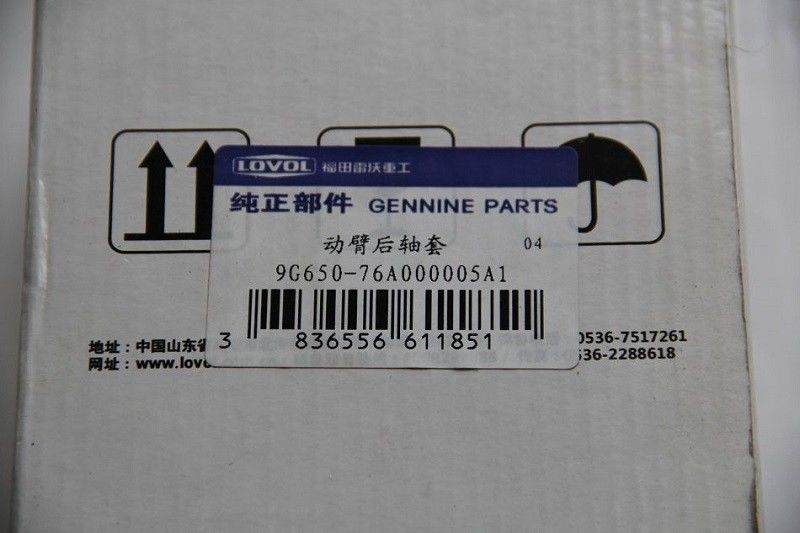 LOVOL 福田雷沃重工
纯正部件 GENNINE PARTS
动臂后轴套 04
9G650-76A000005A1
3 836556 611851
地址：中国山东省
0536-7517261
网址：www.lovo
536-2288618